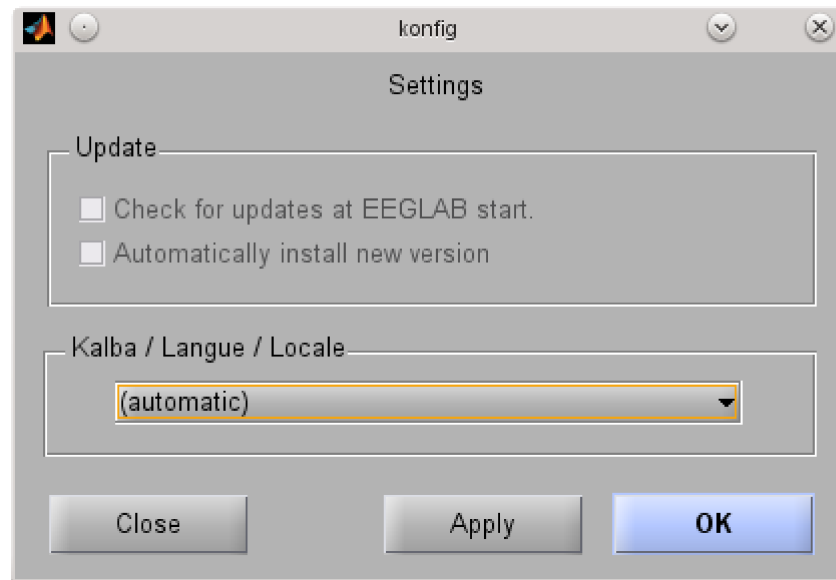 konfig
Settings
Update
Check for updates at EEGLAB start.
Automatically install new version
Kalba / Langue / Locale
(automatic)
Close
Apply
OK